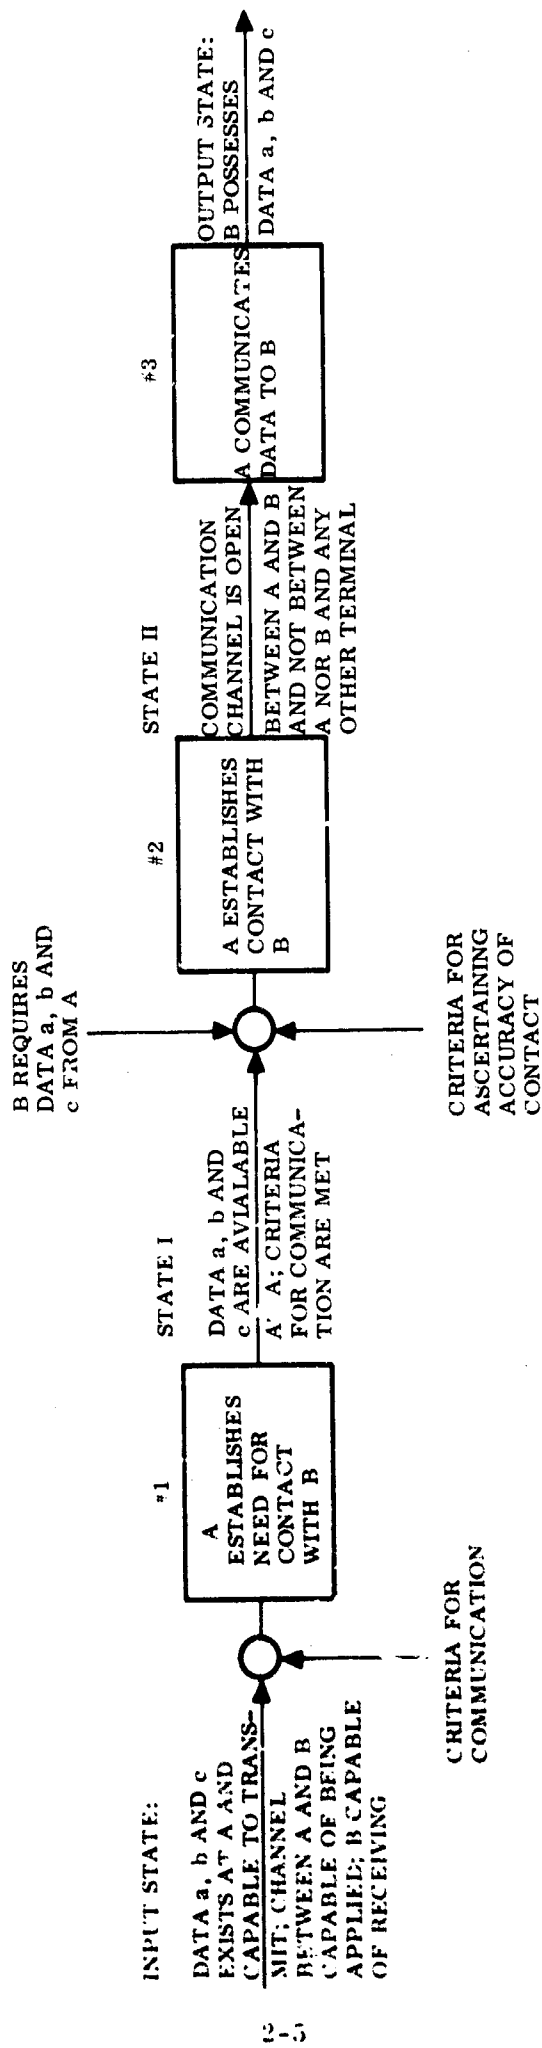 INPUT STATE:
DATA a, b AND c
EXISTS AT A AND
CAPABLE TO TRANS-
MIT; CHANNEL
BETWEEN A AND B
CAPABLE OF BEING
APPLIED; B CAPABLE
OF RECEIVING
CRITERIA FOR
COMMUNICATION
#1
A
ESTABLISHES
NEED FOR
CONTACT
WITH B
STATE I
DATA a, b AND
c ARE AVIALABLE
A; CRITERIA
FOR COMMUNICA-
TION ARE MET
B REQUIRES
DATA a, b AND
c FROM A
CRITERIA FOR
ASCERTAINING
ACCURACY OF
CONTACT
#2
A ESTABLISHES
CONTACT WITH
B
STATE II
COMMUNICATION
CHANNEL IS OPEN
BETWEEN A AND B
AND NOT BETWEEN
A NOR B AND ANY
OTHER TERMINAL
#3
A COMMUNICATES
DATA TO B
OUTPUT STATE:
B POSSESSES
DATA a, b AND c
2-5